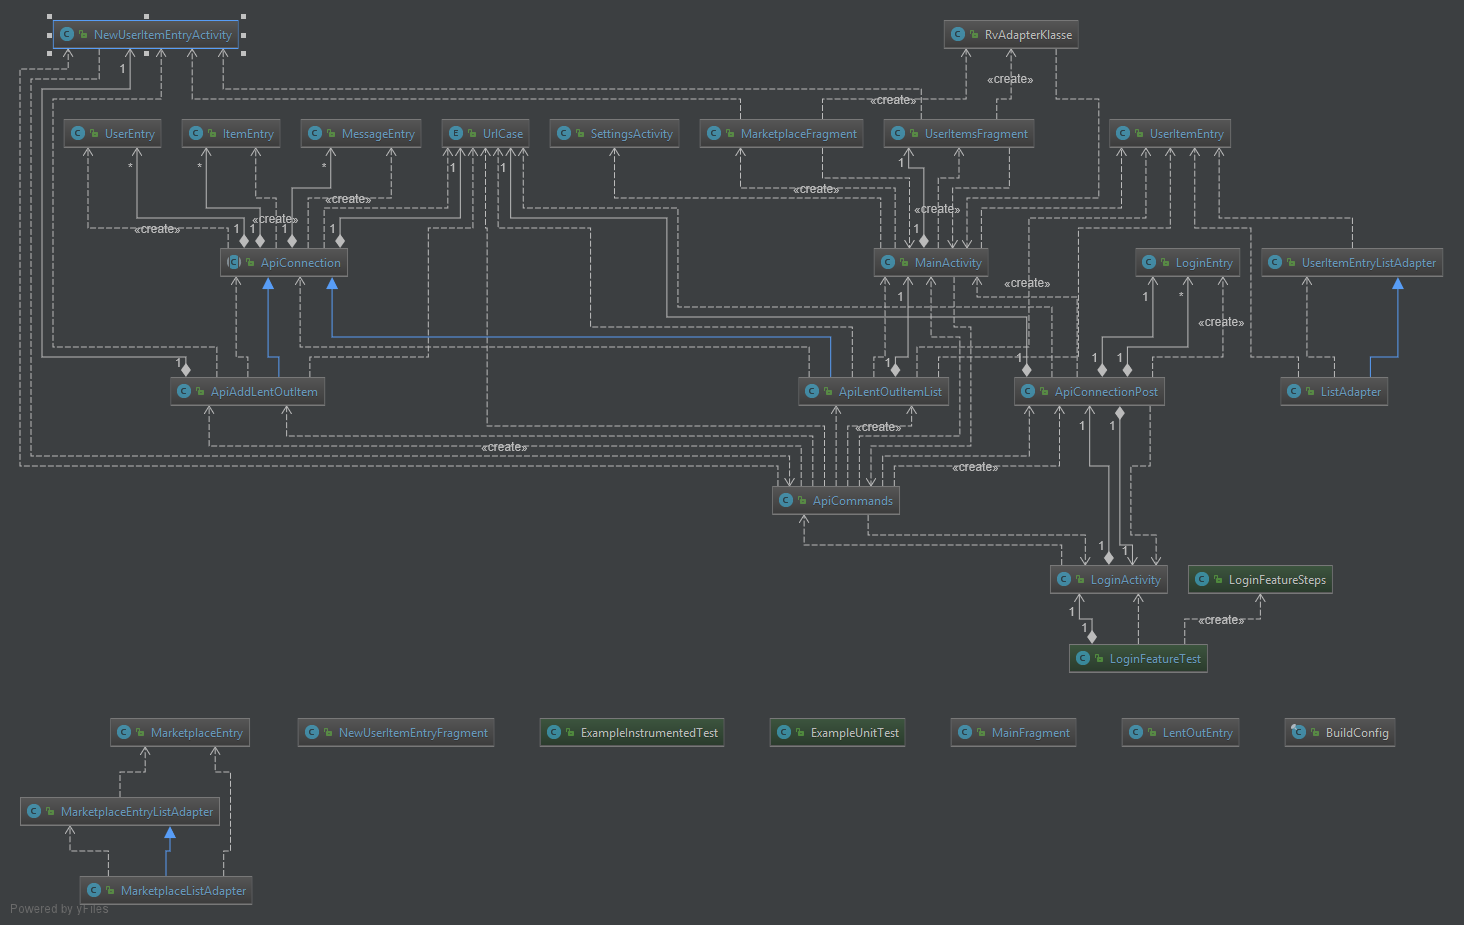 NewUserItemEntryActivity
RvAdapterKlasse
1
«create»
«create»
UserEntry
ItemEntry
MessageEntry
UrlCase
SettingsActivity
MarketplaceFragment
UserItemsFragment
UserItemEntry
*
*
*
1
1
1
«create»
«create»
«create»
«create»
«create»
1
1
1
1
1
ApiConnection
MainActivity
LoginEntry
UserItemEntryListAdapter
«create»
1
1
*
«create»
1
1
1
1
1
ApiAddLentOutItem
ApiLentOutItemList
ApiConnectionPost
ListAdapter
«create»
1
1
«create»
«create»
ApiCommands
1
1
LoginActivity
LoginFeatureSteps
1
1
«create»
LoginFeatureTest
MarketplaceEntry
NewUserItemEntryFragment
ExampleInstrumentedTest
ExampleUnitTest
MainFragment
LentOutEntry
BuildConfig
MarketplaceEntryListAdapter
MarketplaceListAdapter
Powered by yFiles